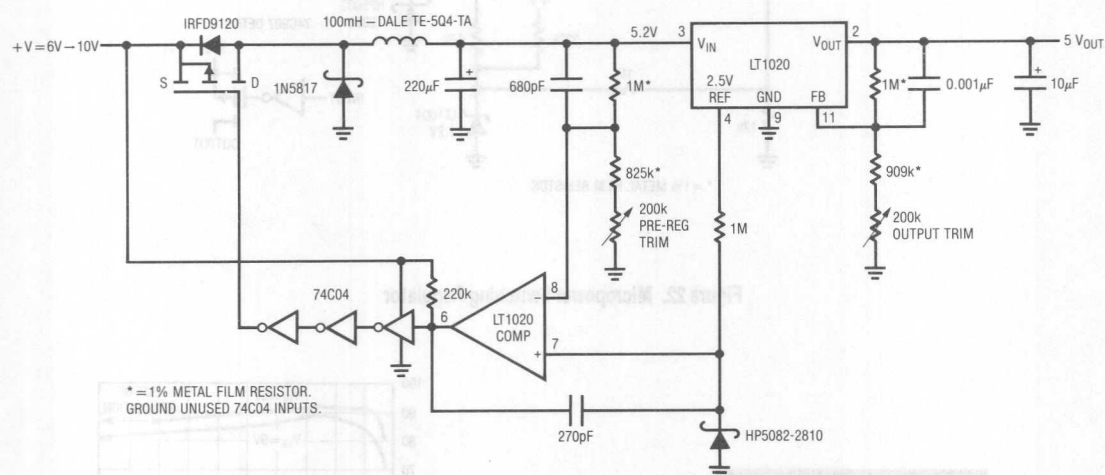 IRFD9120
100mH – DALE TE-5Q4-TA
+V = 6V → 10V
S
D
1N5817
+
220µF
680pF
1M*
5.2V
3
VIN
VOUT
2
LT1020
2.5V
REF
GND
FB
4
9
11
5 VOUT
1M*
0.001µF
+
10µF
825k*
200k
PRE-REG
TRIM
1M
909k*
200k
OUTPUT TRIM
74C04
220k
6
8
LT1020
COMP
7
+
270pF
HP5082-2810
* = 1% METAL FILM RESISTOR.
GROUND UNUSED 74C04 INPUTS.
Figure 22. Micropower